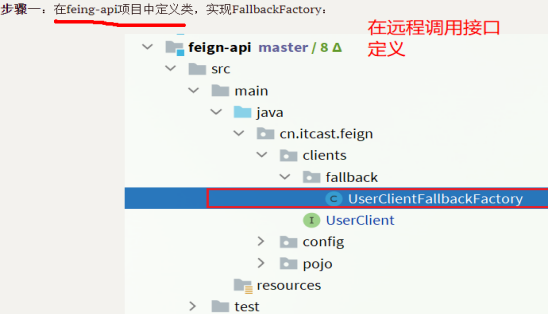 步骤一：在feing-api项目中定义类，实现FallbackFactory：
在远程调用接口
定义
feign-api master / 8 Δ
src
main
java
cn.itcast.feign
clients
fallback
C UserClientFallbackFactory
I UserClient
config
pojo
resources
test